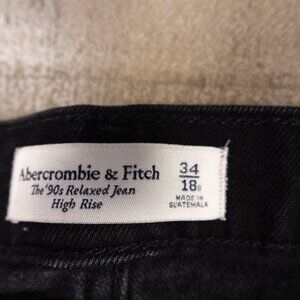 Abercrombie & Fitch
The '90s Relaxed Jean
High Rise
34
18s
MADE IN
GUATEMALA